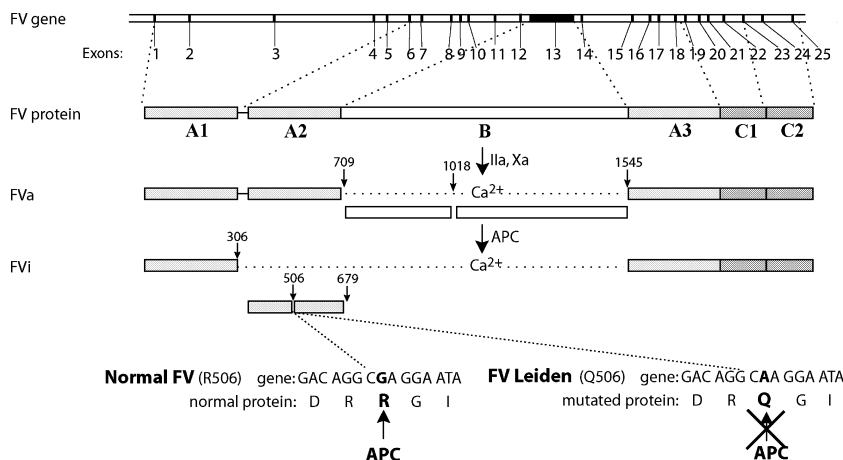 FV gene
Exons: 1 2 3 4 5 6 7 8 9 10 11 12 13 14 15 16 17 18 19 20 21 22 23 24 25
FV protein
A1 A2 B A3 C1 C2
IIa, Xa
709 1018 1545
FVa Ca2+
APC
306
FVi Ca2+
506 679
Normal FV (R506) gene: GAC AGG CGA GGA ATA FV Leiden (Q506) gene: GAC AGG CAA GGA ATA
normal protein: D R R G I mutated protein: D R Q G I
APC APC